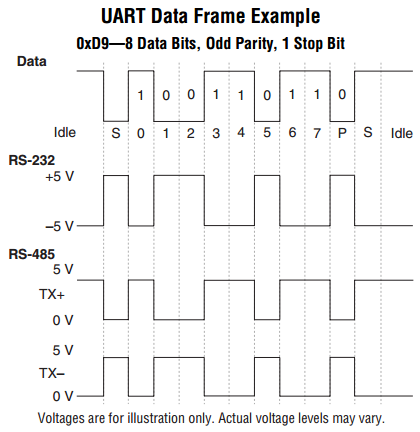 UART Data Frame Example
0xD9—8 Data Bits, Odd Parity, 1 Stop Bit
Data
1 0 0 1 1 0 1 1 0
Idle S 0 1 2 3 4 5 6 7 P S Idle
RS-232
+5 V
–5 V
RS-485
5 V
TX+
0 V
5 V
TX–
0 V
Voltages are for illustration only. Actual voltage levels may vary.